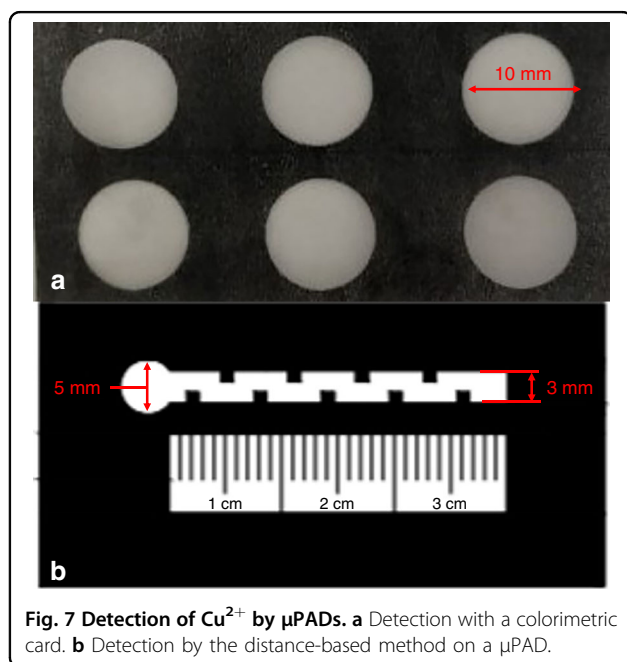 10 mm
a
5 mm
3 mm
1 cm 2 cm 3 cm
b
Fig. 7 Detection of Cu²⁺ by µPADs. a Detection with a colorimetric
card. b Detection by the distance-based method on a µPAD.